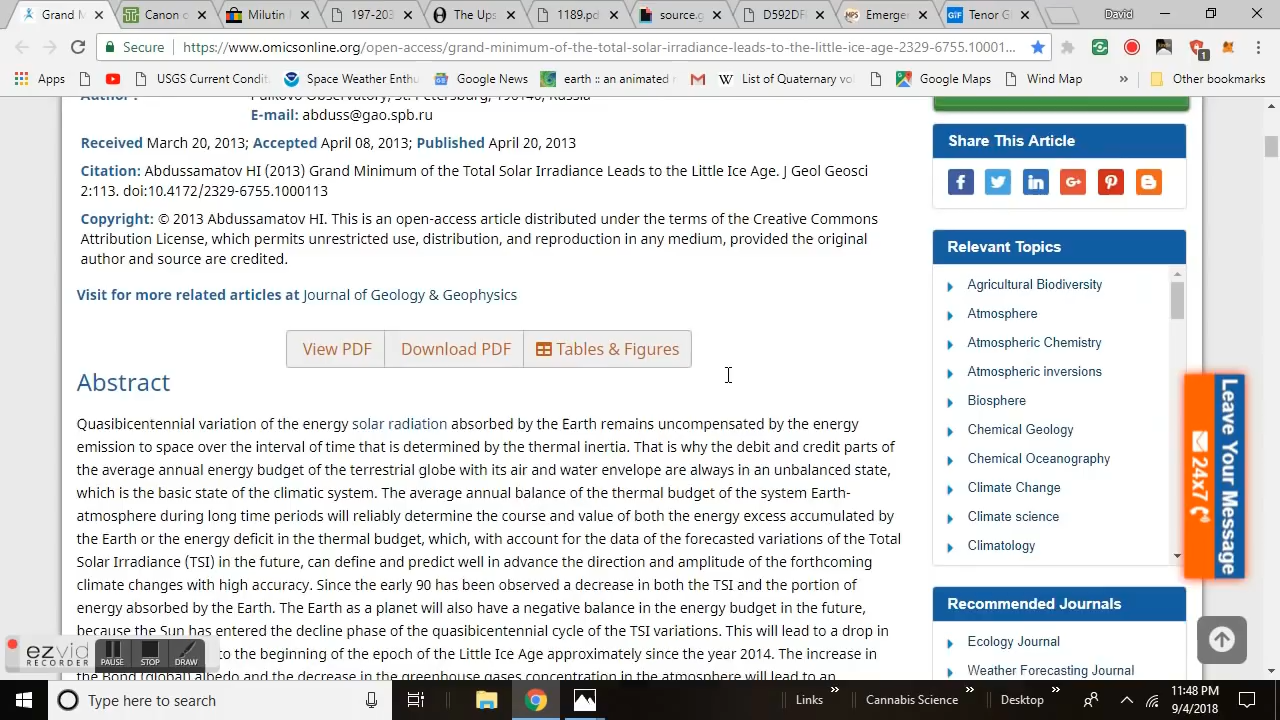 Grand M
Canon c
Milutin
197-203
The Ups
1189.pd
source.g
D592DF
Emerge
Tenor G
David
Secure
https://www.omicsonline.org/open-access/grand-minimum-of-the-total-solar-irradiance-leads-to-the-little-ice-age-2329-6755.10001...
Apps
USGS Current Condit
Space Weather Enthu
Google News
earth :: an animated
List of Quaternary vo
Google Maps
Wind Map
Other bookmarks
E-mail: abduss@gao.spb.ru
Received March 20, 2013; Accepted April 08, 2013; Published April 20, 2013
Citation: Abdussamatov HI (2013) Grand Minimum of the Total Solar Irradiance Leads to the Little Ice Age. J Geol Geosci
2:113. doi:10.4172/2329-6755.1000113
Copyright: © 2013 Abdussamatov HI. This is an open-access article distributed under the terms of the Creative Commons
Attribution License, which permits unrestricted use, distribution, and reproduction in any medium, provided the original
author and source are credited.
Visit for more related articles at Journal of Geology & Geophysics
View PDF
Download PDF
Tables & Figures
Abstract
Quasibicentennial variation of the energy solar radiation absorbed by the Earth remains uncompensated by the energy
emission to space over the interval of time that is determined by the thermal inertia. That is why the debit and credit parts of
the average annual energy budget of the terrestrial globe with its air and water envelope are always in an unbalanced state,
which is the basic state of the climatic system. The average annual balance of the thermal budget of the system Earth-
atmosphere during long time periods will reliably determine the course and value of both the energy excess accumulated by
the Earth or the energy deficit in the thermal budget, which, with account for the data of the forecasted variations of the Total
Solar Irradiance (TSI) in the future, can define and predict well in advance the direction and amplitude of the forthcoming
climate changes with high accuracy. Since the early 90 has been observed a decrease in both the TSI and the portion of
energy absorbed by the Earth. The Earth as a planet will also have a negative balance in the energy budget in the future,
because the Sun has entered the decline phase of the quasibicentennial cycle of the TSI variations. This will lead to a drop in
to the beginning of the epoch of the Little Ice Age approximately since the year 2014. The increase in
the Bond (global) albedo and the decrease in the greenhouse gases concentration in the atmosphere will lead to an
Share This Article
Relevant Topics
Agricultural Biodiversity
Atmosphere
Atmospheric Chemistry
Atmospheric inversions
Biosphere
Chemical Geology
Chemical Oceanography
Climate Change
Climate science
Climatology
Recommended Journals
Ecology Journal
Weather Forecasting Journal
Leave Your Message
24x7
ezvid
RECORDER
PAUSE
STOP
DRAW
Type here to search
Links
Cannabis Science
Desktop
11:48 PM
9/4/2018